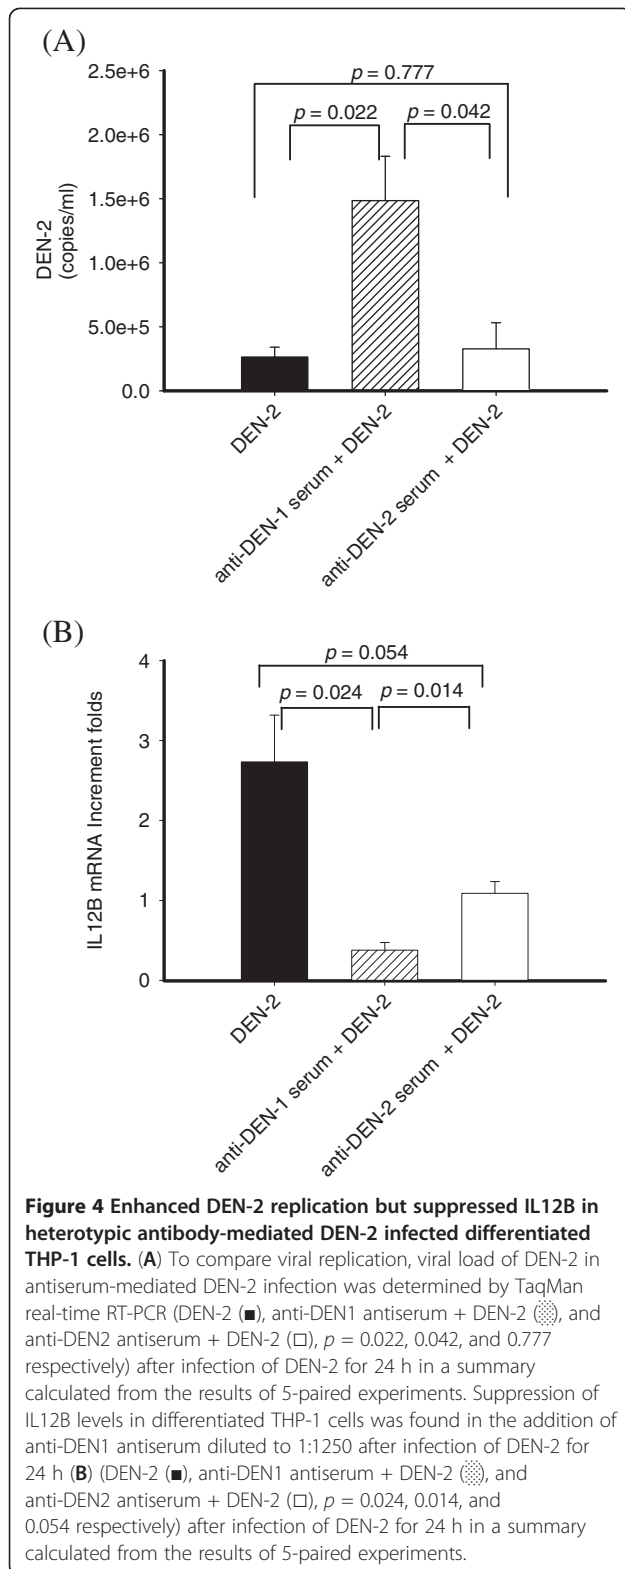 (A)
2.5e+6
p = 0.777
2.0e+6
p = 0.022
p = 0.042
1.5e+6
DEN-2
(copies/ml)
1.0e+6
5.0e+5
0.0
DEN-2
anti-DEN-1 serum + DEN-2
anti-DEN-2 serum + DEN-2
(B)
4
p = 0.054
p = 0.024
p = 0.014
3
IL12B mRNA Increment folds
2
1
0
DEN-2
anti-DEN-1 serum + DEN-2
anti-DEN-2 serum + DEN-2
Figure 4 Enhanced DEN-2 replication but suppressed IL12B in
heterotypic antibody-mediated DEN-2 infected differentiated
THP-1 cells. (A) To compare viral replication, viral load of DEN-2 in
antiserum-mediated DEN-2 infection was determined by TaqMan
real-time RT-PCR (DEN-2 (■), anti-DEN1 antiserum + DEN-2 (░), and
anti-DEN2 antiserum + DEN-2 (□), p = 0.022, 0.042, and 0.777
respectively) after infection of DEN-2 for 24 h in a summary
calculated from the results of 5-paired experiments. Suppression of
IL12B levels in differentiated THP-1 cells was found in the addition of
anti-DEN1 antiserum diluted to 1:1250 after infection of DEN-2 for
24 h (B) (DEN-2 (■), anti-DEN1 antiserum + DEN-2 (░), and
anti-DEN2 antiserum + DEN-2 (□), p = 0.024, 0.014, and
0.054 respectively) after infection of DEN-2 for 24 h in a summary
calculated from the results of 5-paired experiments.